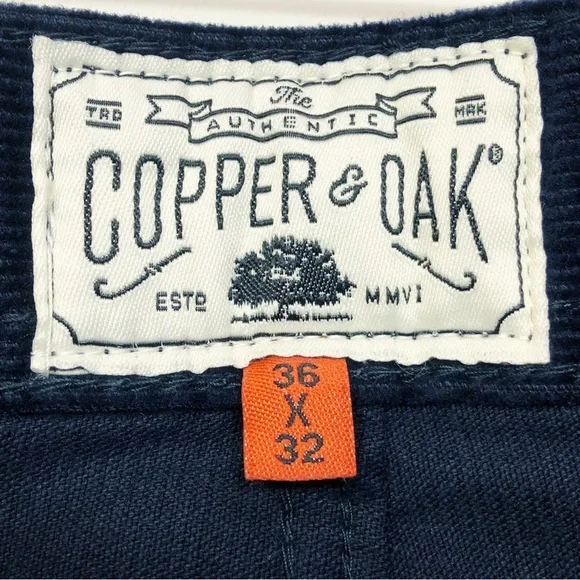 The
TRD AUTHENTIC MRK
COPPER & OAK®
ESTD MMVI
36
X
32